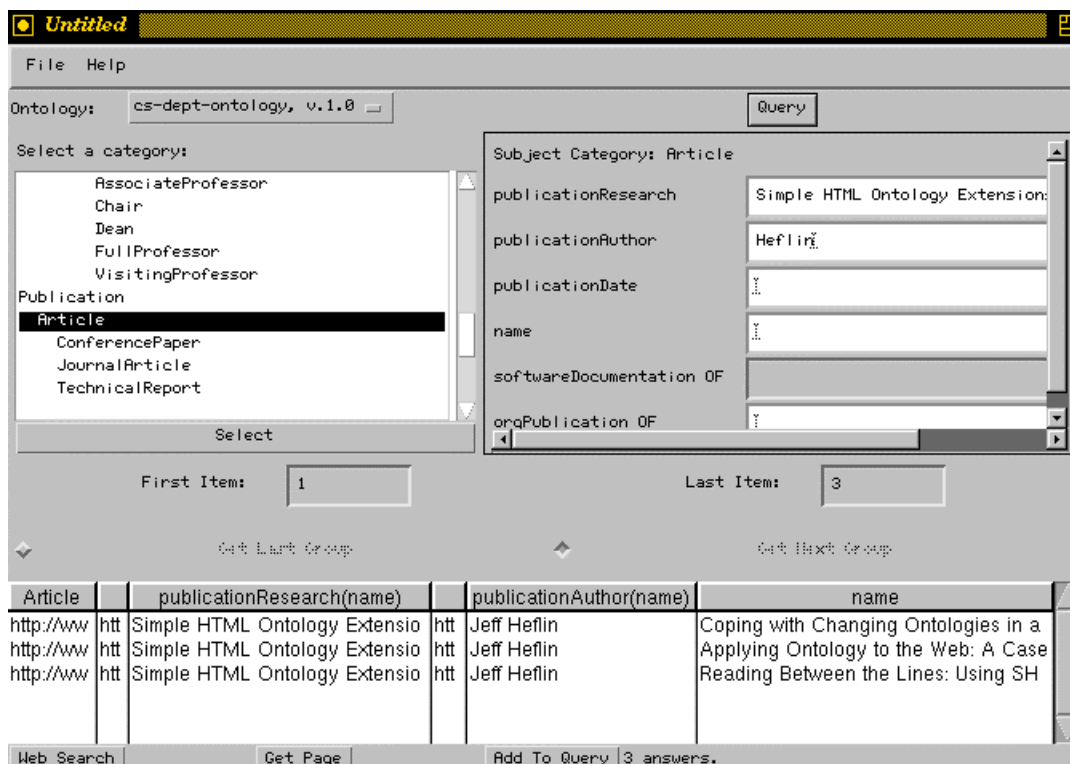 Untitled
File Help
Ontology: cs-dept-ontology, v.1.0 Query
Select a category:
AssociateProfessor
Chair
Dean
FullProfessor
VisitingProfessor
Publication
Article
ConferencePaper
JournalArticle
TechnicalReport
Select
Subject Category: Article
publicationResearch Simple HTML Ontology Extensions
publicationAuthor Heflin
publicationDate
name
softwareDocumentation OF
orgPublication OF
First Item: 1 Last Item: 3
Get Last Group Get Next Group
Article publicationResearch(name) publicationAuthor(name) name
http://ww htt Simple HTML Ontology Extensio htt Jeff Heflin Coping with Changing Ontologies in a
http://ww htt Simple HTML Ontology Extensio htt Jeff Heflin Applying Ontology to the Web: A Case
http://ww htt Simple HTML Ontology Extensio htt Jeff Heflin Reading Between the Lines: Using SH
Web Search Get Page Add To Query 3 answers.